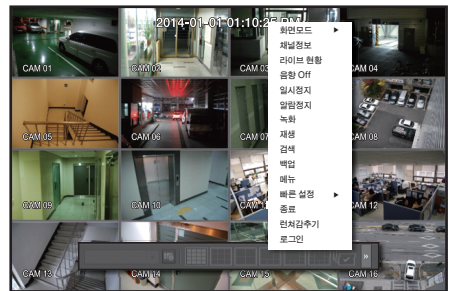 2014-01-01 01:10:25 PM
CAM 01
CAM 02
CAM 03
CAM 04
화면모드
채널정보
라이브 현황
음향 Off
일시정지
알람정지
녹화
재생
검색
백업
메뉴
빠른 설정
종료
런처감추기
로그인
CAM 05
CAM 06
CAM 07
CAM 08
CAM 09
CAM 10
CAM 12
CAM 13
CAM 14
CAM 15
CAM 16